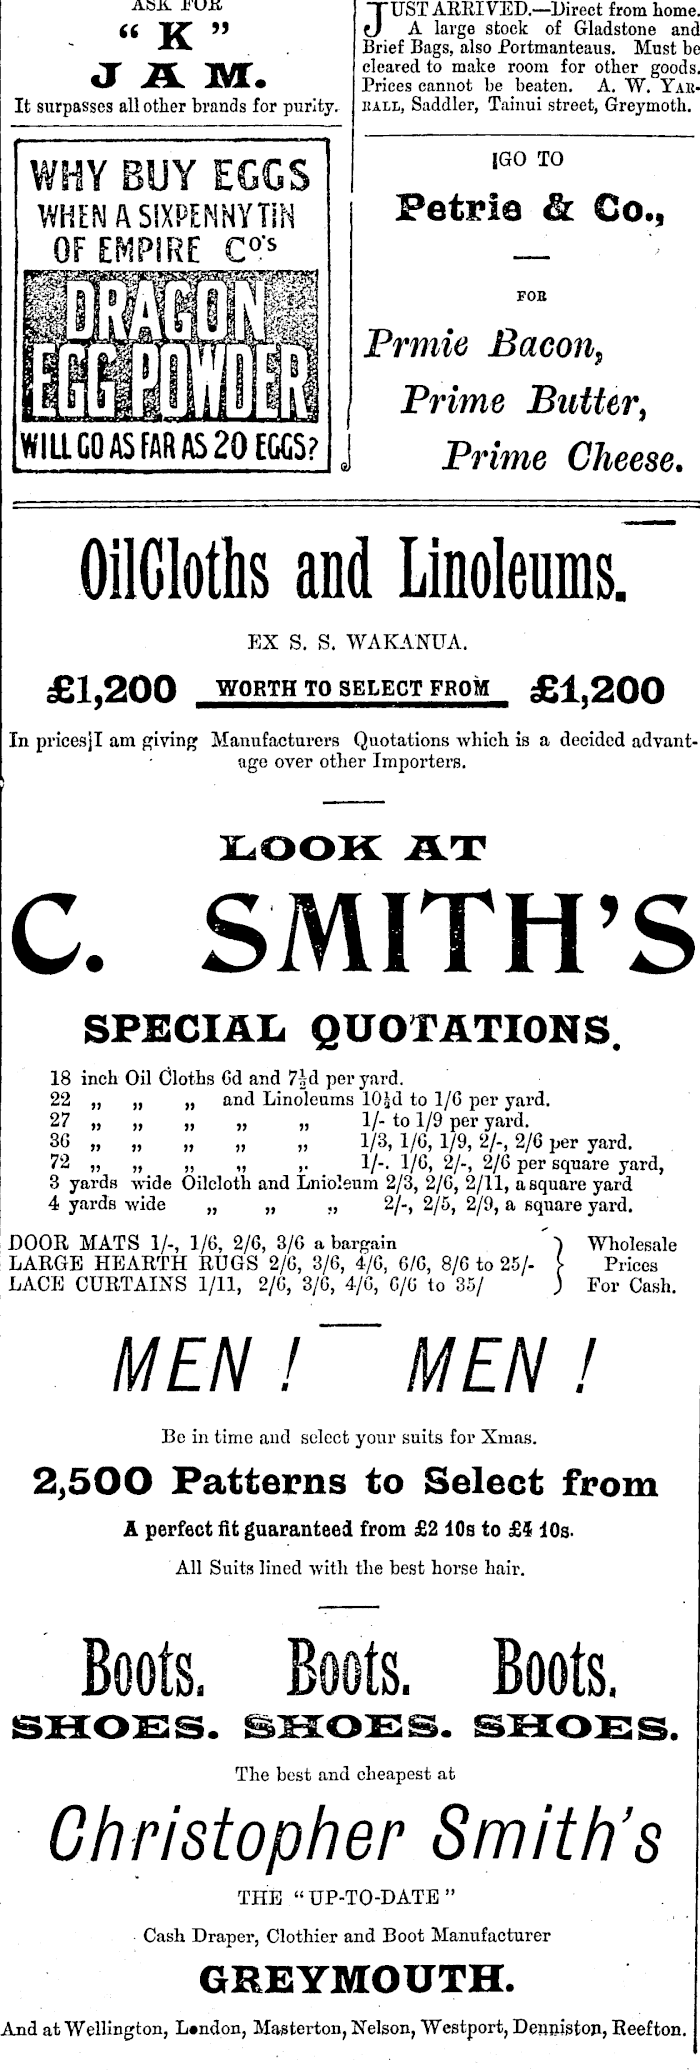 ASK FOR
"K"
JAM.
It surpasses all other brands for purity.
WHY BUY EGGS
WHEN A SIXPENNY TIN
OF EMPIRE Co's
DRAGON
EGG POWDER
WILL GO AS FAR AS 20 EGGS?
JUST ARRIVED.—Direct from home.
A large stock of Gladstone and
Brief Bags, also Portmanteaus. Must be
cleared to make room for other goods.
Prices cannot be beaten. A. W. YAR-
RALL, Saddler, Tainui street, Greymoth.
GO TO
Petrie & Co.,
FOR
Prmie Bacon,
Prime Butter,
Prime Cheese.
OilCloths and Linoleums.
EX S. S. WAKANUA.
£1,200 WORTH TO SELECT FROM £1,200
In prices I am giving Manufacturers Quotations which is a decided advant-
age over other Importers.
LOOK AT
C. SMITH'S
SPECIAL QUOTATIONS.
18 inch Oil Cloths 6d and 7½d per yard.
22 „ „ „ and Linoleums 10½d to 1/6 per yard.
27 „ „ „ „ „ 1/- to 1/9 per yard.
36 „ „ „ „ „ 1/3, 1/6, 1/9, 2/-, 2/6 per yard.
72 „ „ „ „ „ 1/-. 1/6, 2/-, 2/6 per square yard,
3 yards wide Oilcloth and Lnioleum 2/3, 2/6, 2/11, a square yard
4 yards wide „ „ „ 2/-, 2/5, 2/9, a square yard.
DOOR MATS 1/-, 1/6, 2/6, 3/6 a bargain
LARGE HEARTH RUGS 2/6, 3/6, 4/6, 6/6, 8/6 to 25/-
LACE CURTAINS 1/11, 2/6, 3/6, 4/6, 6/6 to 35/
Wholesale
Prices
For Cash.
MEN! MEN!
Be in time and select your suits for Xmas.
2,500 Patterns to Select from
A perfect fit guaranteed from £2 10s to £4 10s.
All Suits lined with the best horse hair.
Boots. Boots. Boots.
SHOES. SHOES. SHOES.
The best and cheapest at
Christopher Smith's
THE "UP-TO-DATE"
Cash Draper, Clothier and Boot Manufacturer
GREYMOUTH.
And at Wellington, London, Masterton, Nelson, Westport, Denniston, Reefton.